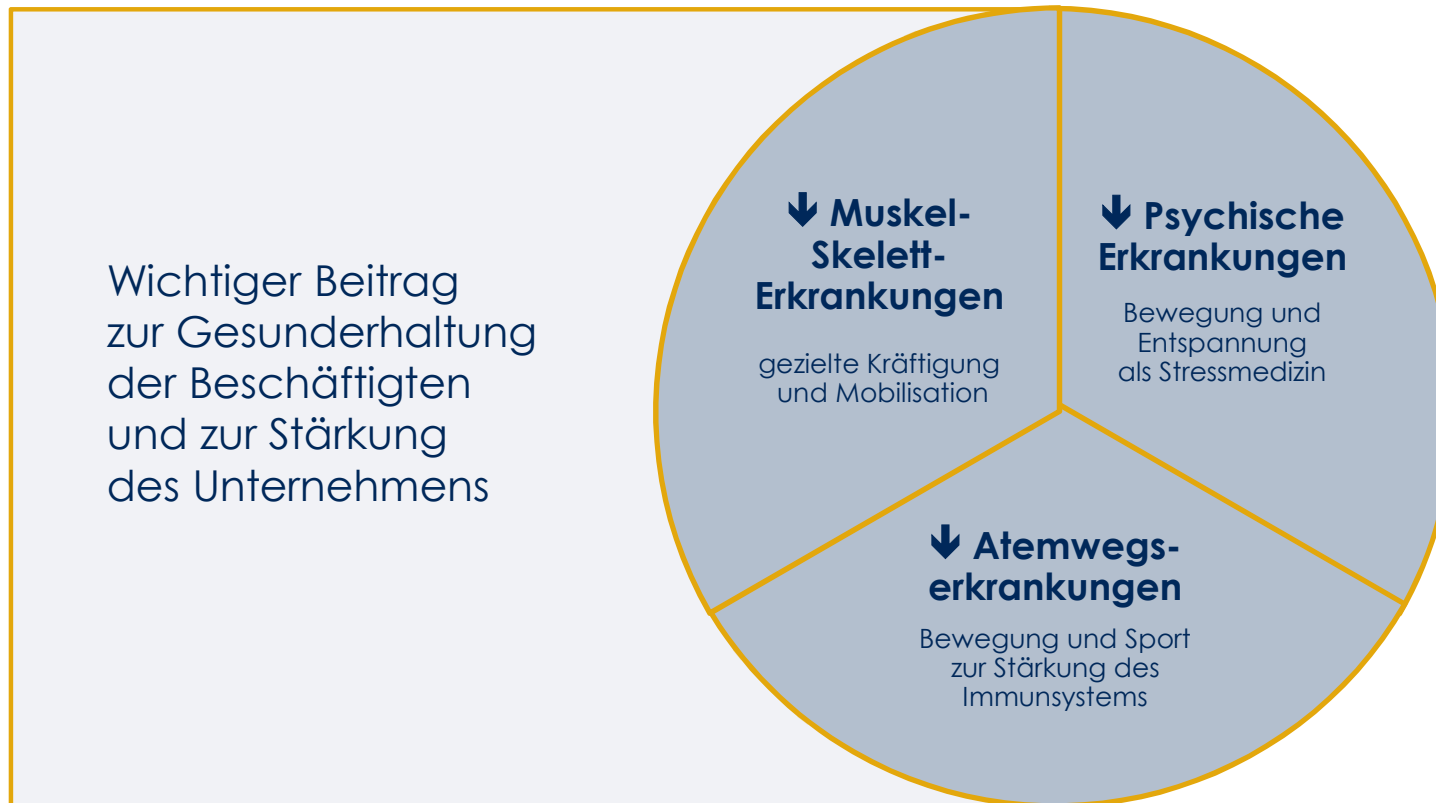 Wichtiger Beitrag
zur Gesunderhaltung
der Beschäftigten
und zur Stärkung
des Unternehmens
🡻 Muskel-
Skelett-
Erkrankungen
gezielte Kräftigung
und Mobilisation
🡻 Psychische
Erkrankungen
Bewegung und
Entspannung
als Stressmedizin
🡻 Atemwegs-
erkrankungen
Bewegung und Sport
zur Stärkung des
Immunsystems